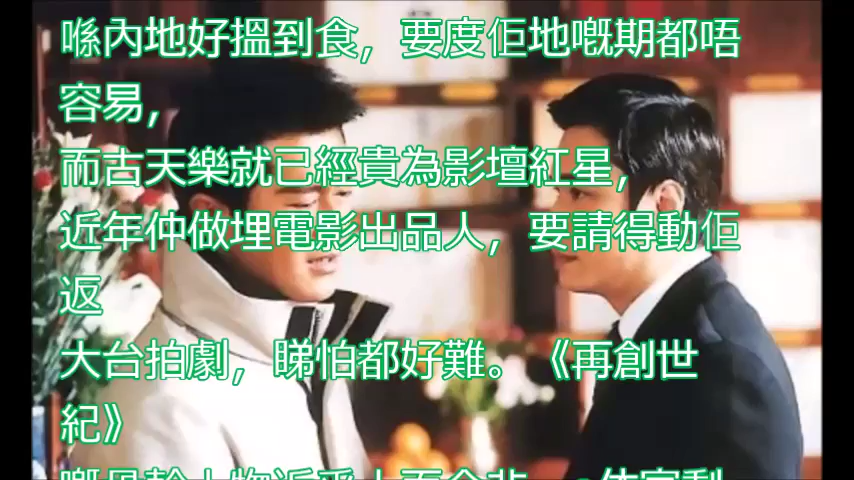 喺內地好搵到食，要度佢地嘅期都唔
容易，
而古天樂就已經貴為影壇紅星，
近年仲做埋電影出品人，要請得動佢
返
大台拍劇，睇怕都好難。《再創世
紀》